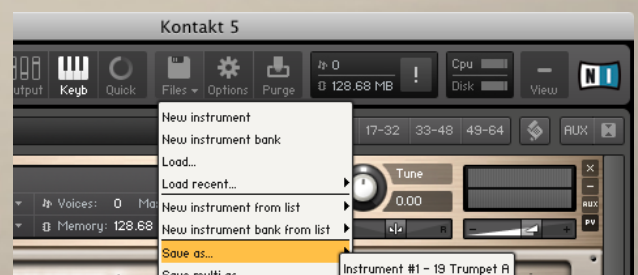 Kontakt 5
utput Keyb Quick Files Options Purge
0
128.68 MB
!
Cpu
Disk
View
NI
New instrument
New instrument bank
Load...
Load recent...
New instrument from list
New instrument bank from list
Save as...
17-32 33-48 49-64
AUX
Tune
0.00
Voices: 0
Memory: 128.68
R
- +
×
-
AUX
PV
Instrument #1 - 19 Trumpet A